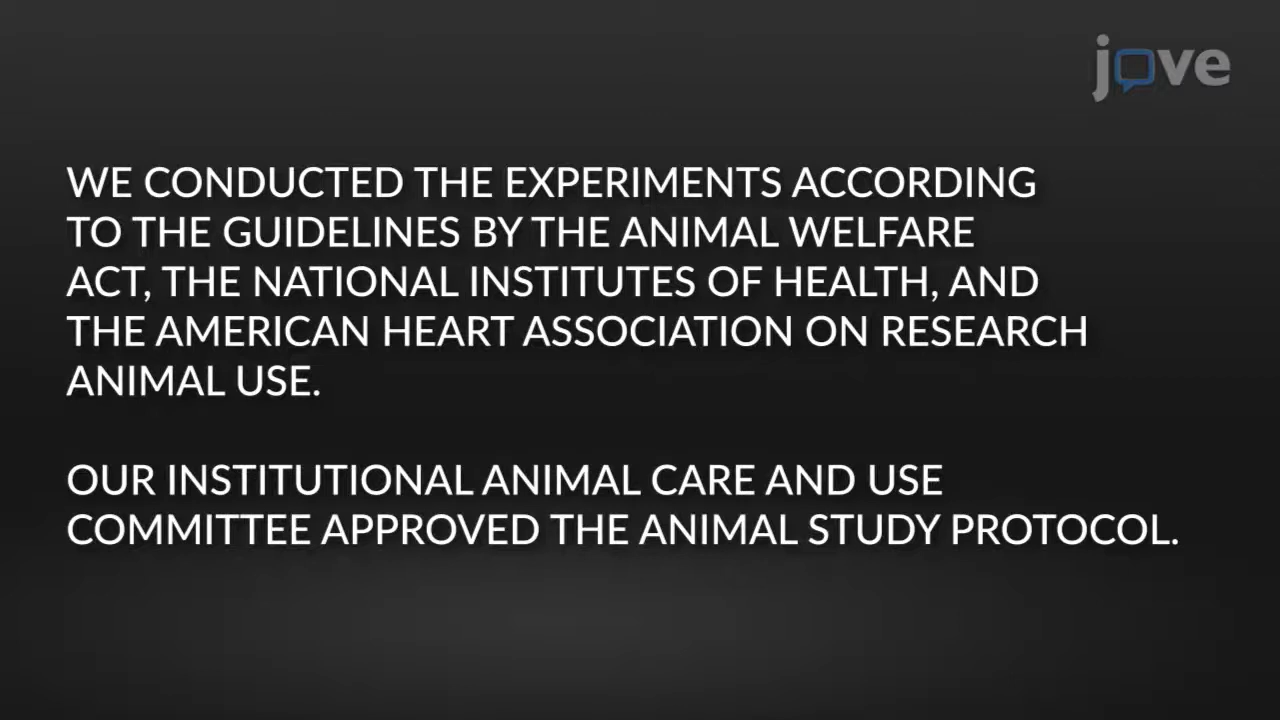 jove
WE CONDUCTED THE EXPERIMENTS ACCORDING
TO THE GUIDELINES BY THE ANIMAL WELFARE
ACT, THE NATIONAL INSTITUTES OF HEALTH, AND
THE AMERICAN HEART ASSOCIATION ON RESEARCH
ANIMAL USE.
OUR INSTITUTIONAL ANIMAL CARE AND USE
COMMITTEE APPROVED THE ANIMAL STUDY PROTOCOL.